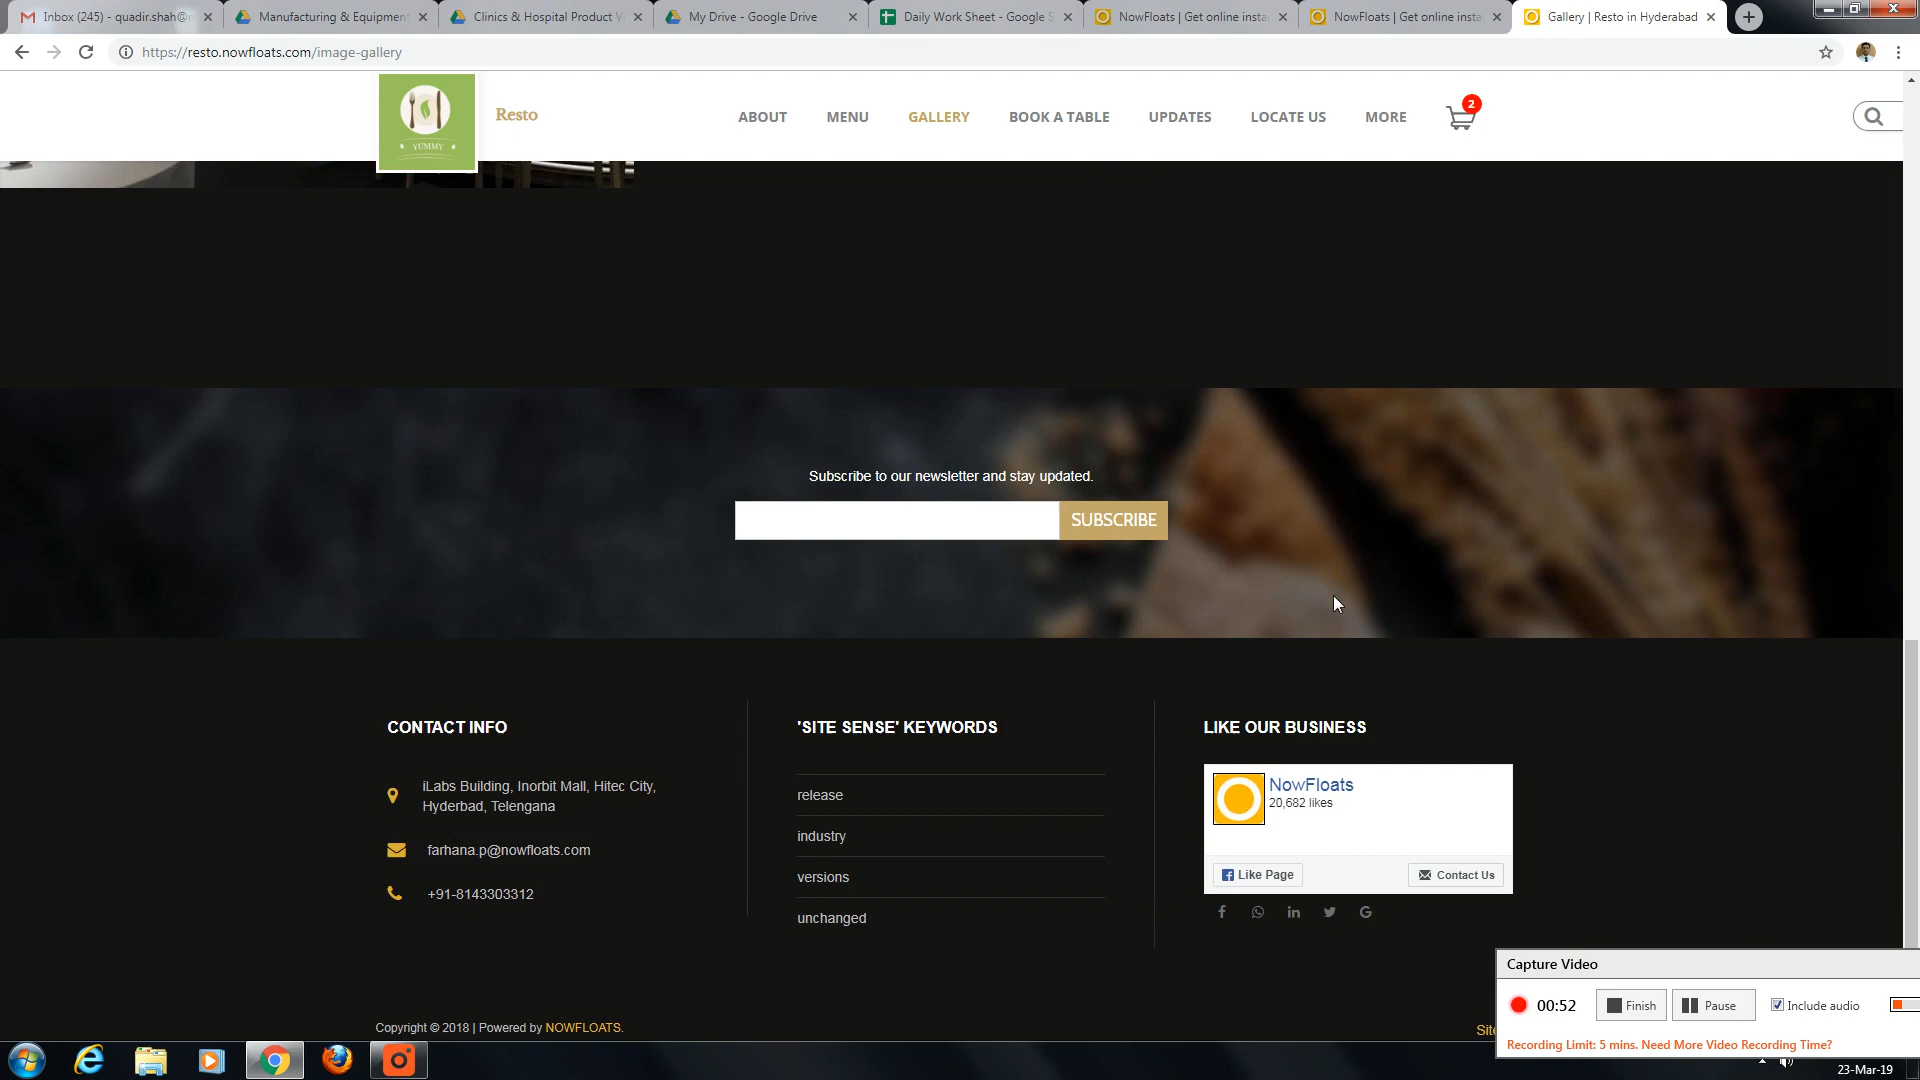 Inbox (245) - quadir.shah@
Manufacturing & Equipment
Clinics & Hospital Product
My Drive - Google Drive
Daily Work Sheet - Google S
NowFloats | Get online insta
NowFloats | Get online insta
Gallery | Resto in Hyderabad
https://resto.nowfloats.com/image-gallery
YUMMY
Resto
ABOUT
MENU
GALLERY
BOOK A TABLE
UPDATES
LOCATE US
MORE
2
Subscribe to our newsletter and stay updated.
SUBSCRIBE
CONTACT INFO
iLabs Building, Inorbit Mall, Hitec City,
Hyderbad, Telengana
farhana.p@nowfloats.com
+91-8143303312
'SITE SENSE' KEYWORDS
release
industry
versions
unchanged
LIKE OUR BUSINESS
NowFloats
20,682 likes
Like Page
Contact Us
Copyright © 2018 | Powered by NOWFLOATS.
Site
Capture Video
00:52
Finish
Pause
Include audio
Recording Limit: 5 mins. Need More Video Recording Time?
23-Mar-19